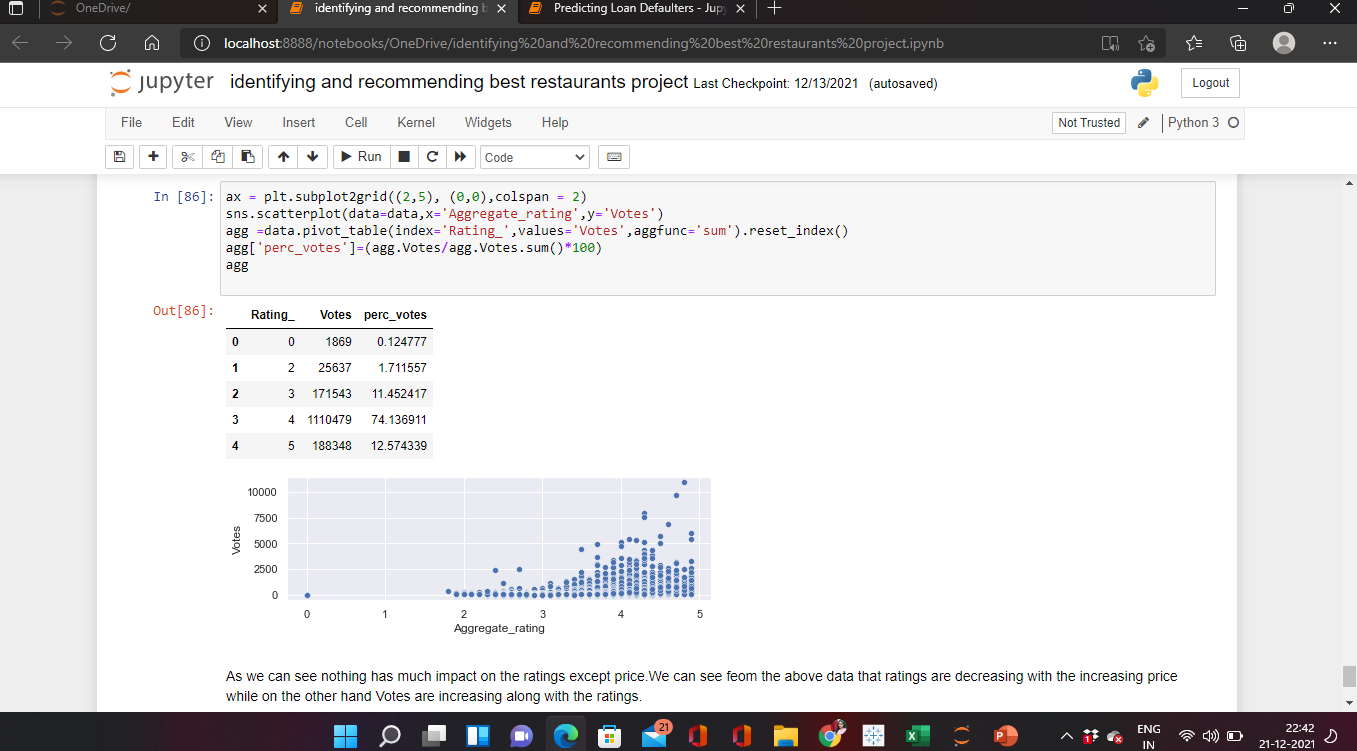 OneDrive/
identifying and recommending b
Predicting Loan Defaulters - Jup
localhost:8888/notebooks/OneDrive/identifying%20and%20recommending%20best%20restaurants%20project.ipynb
jupyter identifying and recommending best restaurants project Last Checkpoint: 12/13/2021 (autosaved)
Logout
File Edit View Insert Cell Kernel Widgets Help
Not Trusted Python 3
Run Code
In [86]: ax = plt.subplot2grid((2,5), (0,0),colspan = 2)
sns.scatterplot(data=data,x='Aggregate_rating',y='Votes')
agg =data.pivot_table(index='Rating_',values='Votes',aggfunc='sum').reset_index()
agg['perc_votes']=(agg.Votes/agg.Votes.sum()*100)
agg
Out[86]:
Rating_ Votes perc_votes
0 0 1869 0.124777
1 2 25637 1.711557
2 3 171543 11.452417
3 4 1110479 74.136911
4 5 188348 12.574339
10000
7500
5000
2500
0
Votes
0 1 2 3 4 5
Aggregate_rating
As we can see nothing has much impact on the ratings except price.We can see feom the above data that ratings are decreasing with the increasing price
while on the other hand Votes are increasing along with the ratings.
21
ENG
IN
22:42
21-12-2021